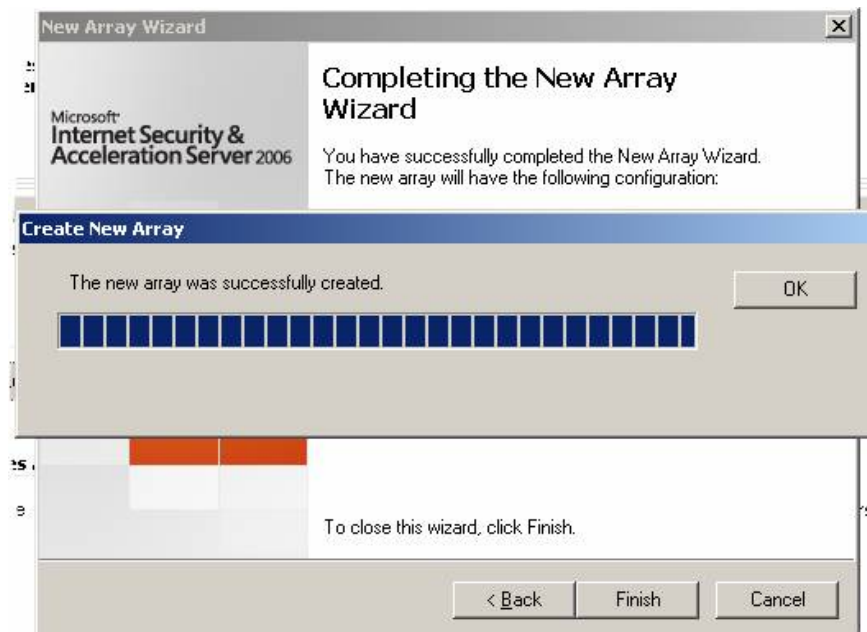 New Array Wizard
Microsoft
Internet Security &
Acceleration Server 2006
Completing the New Array
Wizard
You have successfully completed the New Array Wizard.
The new array will have the following configuration:
Create New Array
The new array was successfully created.
OK
To close this wizard, click Finish.
< Back
Finish
Cancel